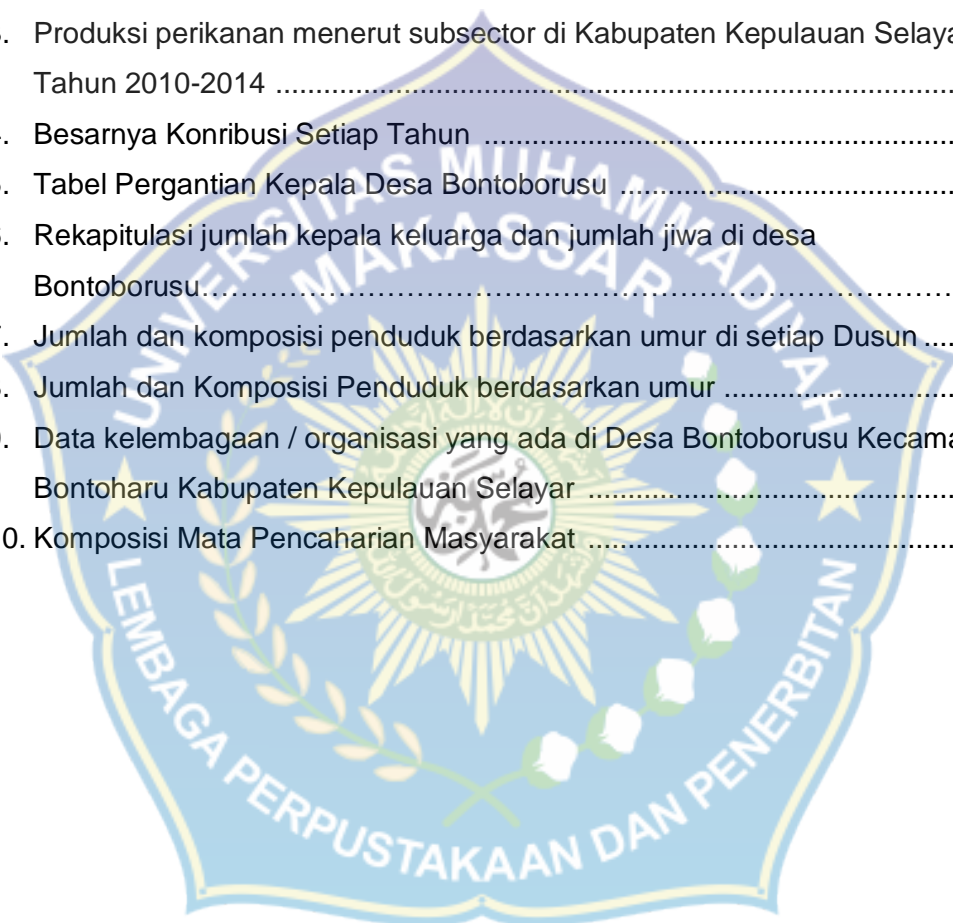 . Produksi perikanan menerut subsector di Kabupaten Kepulauan Selaya
Tahun 2010-2014 ..............................................................................
. Besarnya Konribusi Setiap Tahun ..........................................................
. Tabel Pergantian Kepala Desa Bontoborusu ..........................................
. Rekapitulasi jumlah kepala keluarga dan jumlah jiwa di desa
Bontoborusu…………………………………………………………………
7. Jumlah dan komposisi penduduk berdasarkan umur di setiap Dusun ....
. Jumlah dan Komposisi Penduduk berdasarkan umur .............................
. Data kelembagaan / organisasi yang ada di Desa Bontoborusu Kecama
Bontoharu Kabupaten Kepulauan Selayar ..............................................
0. Komposisi Mata Pencaharian Masyarakat ..............................................
UNIVERSITAS MUHAMMADIYAH
MAKASSAR
LEMBAGA PERPUSTAKAAN DAN PENERBITAN